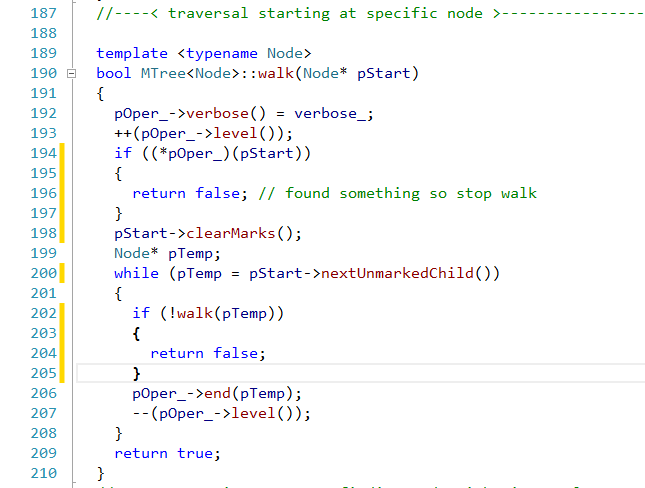 187 //----< traversal starting at specific node >----------------
188
189 template <typename Node>
190 bool MTree<Node>::walk(Node* pStart)
191 {
192 pOper_->verbose() = verbose_;
193 ++(pOper_->level());
194 if ((*pOper_)(pStart))
195 {
196 return false; // found something so stop walk
197 }
198 pStart->clearMarks();
199 Node* pTemp;
200 while (pTemp = pStart->nextUnmarkedChild())
201 {
202 if (!walk(pTemp))
203 {
204 return false;
205 }
206 pOper_->end(pTemp);
207 --(pOper_->level());
208 }
209 return true;
210 }